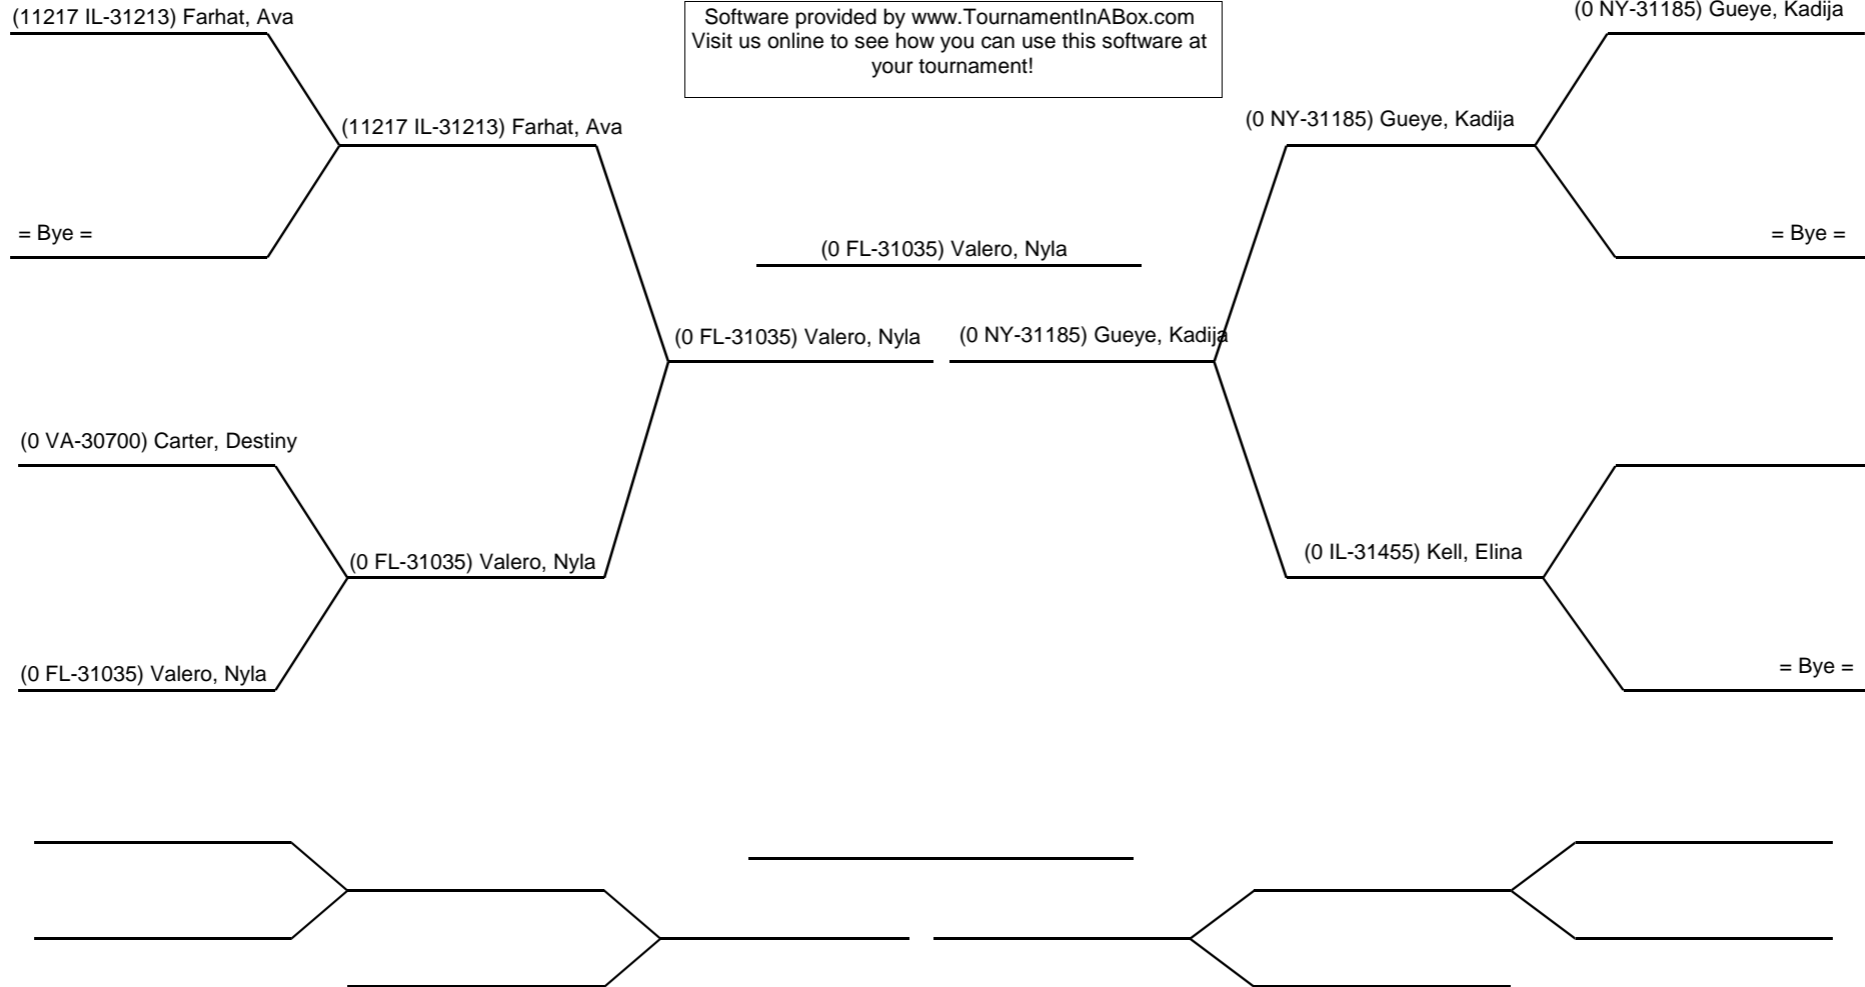 (11217 IL-31213) Farhat, Ava
Software provided by www.TournamentInABox.com
Visit us online to see how you can use this software at
your tournament!
(0 NY-31185) Gueye, Kadija
(11217 IL-31213) Farhat, Ava
(0 NY-31185) Gueye, Kadija
= Bye =
(0 FL-31035) Valero, Nyla
= Bye =
(0 FL-31035) Valero, Nyla
(0 NY-31185) Gueye, Kadija
(0 VA-30700) Carter, Destiny
(0 FL-31035) Valero, Nyla
(0 IL-31455) Kell, Elina
(0 FL-31035) Valero, Nyla
= Bye =